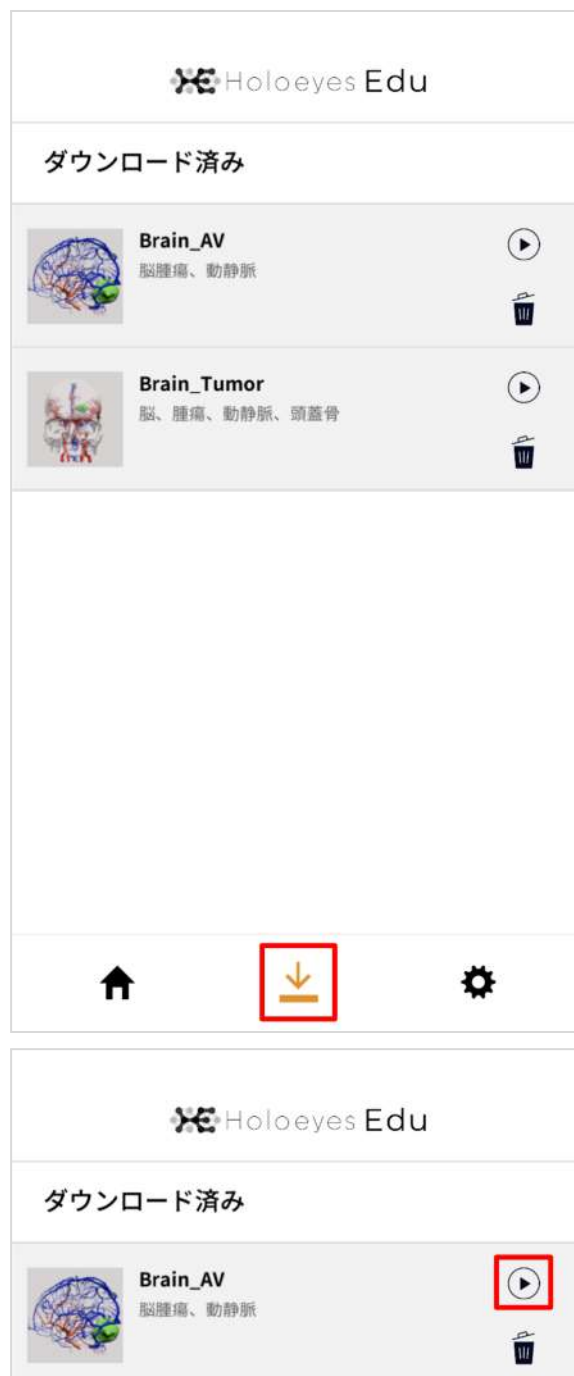 Holoeyes Edu
ダウンロード済み
Brain_AV
脳腫瘍、動静脈
Brain_Tumor
脳、腫瘍、動静脈、頭蓋骨
Holoeyes Edu
ダウンロード済み
Brain_AV
脳腫瘍、動静脈